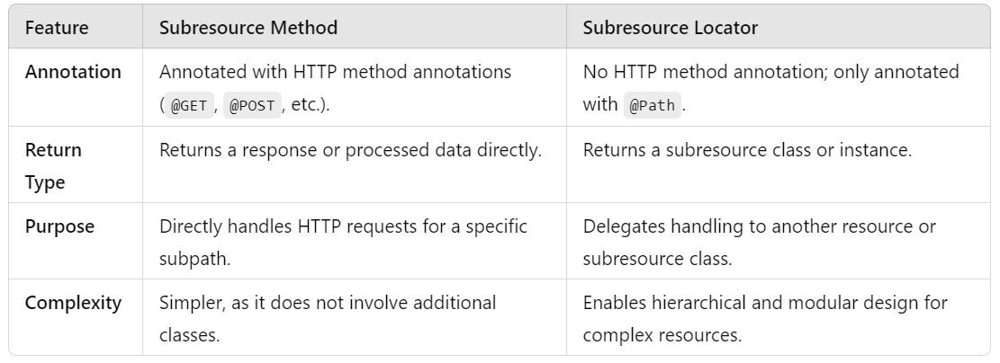 Feature Subresource Method Subresource Locator
Annotation Annotated with HTTP method annotations No HTTP method annotation; only annotated
(@GET, @POST, etc.). with @Path.
Return Returns a response or processed data directly. Returns a subresource class or instance.
Type
Purpose Directly handles HTTP requests for a specific Delegates handling to another resource or
subpath. subresource class.
Complexity Simpler, as it does not involve additional Enables hierarchical and modular design for
classes. complex resources.